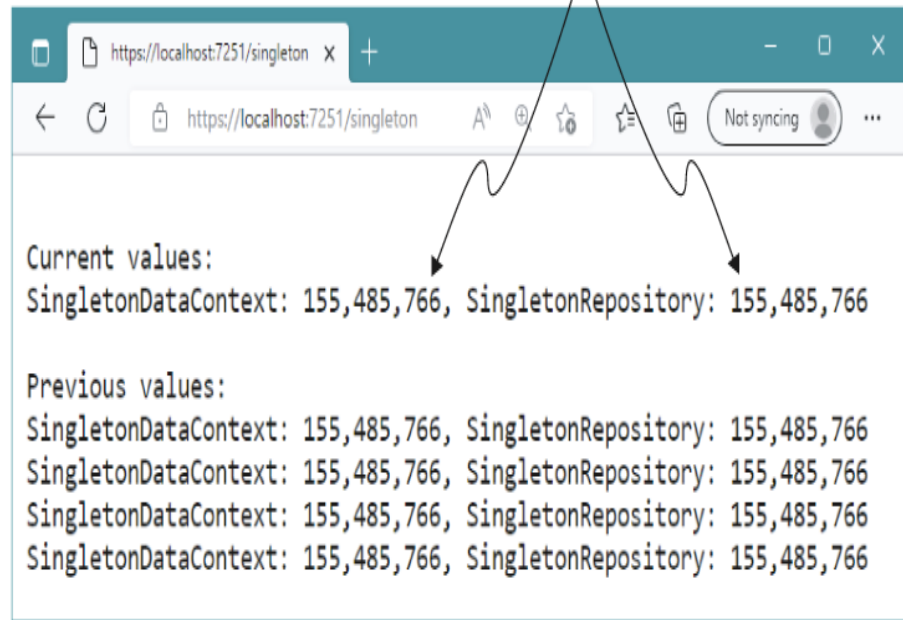 https://localhost:7251/singleton
https://localhost:7251/singleton
Not syncing
Current values:
SingletonDataContext: 155,485,766, SingletonRepository: 155,485,766
Previous values:
SingletonDataContext: 155,485,766, SingletonRepository: 155,485,766
SingletonDataContext: 155,485,766, SingletonRepository: 155,485,766
SingletonDataContext: 155,485,766, SingletonRepository: 155,485,766
SingletonDataContext: 155,485,766, SingletonRepository: 155,485,766